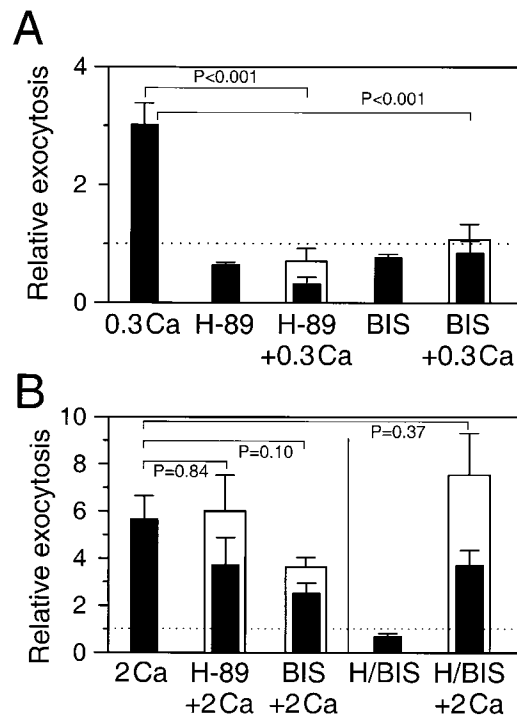 A
Relative exocytosis
4
2
0
P<0.001
P<0.001
0.3Ca H-89 H-89 +0.3Ca BIS BIS +0.3Ca
B
Relative exocytosis
10
8
6
4
2
0
P=0.37
P=0.10
P=0.84
2Ca H-89 +2Ca BIS +2Ca H/BIS H/BIS +2Ca